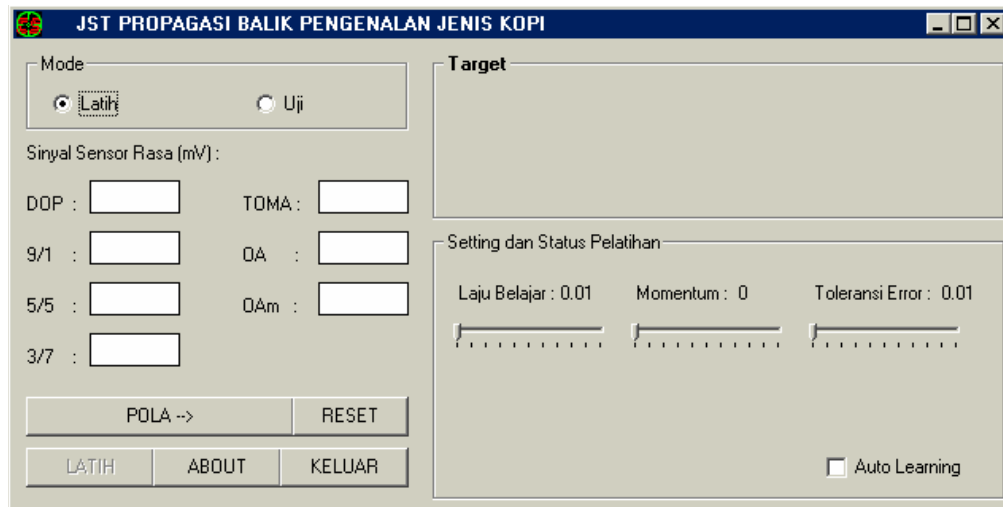 JST PROPAGASI BALIK PENGENALAN JENIS KOPI
Mode
Latih Uji
Sinyal Sensor Rasa (mV) :
DOP : TOMA :
9/1 : OA :
5/5 : OAm :
3/7 :
POLA --> RESET
LATIH ABOUT KELUAR
Target
Setting dan Status Pelatihan
Laju Belajar : 0.01 Momentum : 0 Toleransi Error : 0.01
Auto Learning